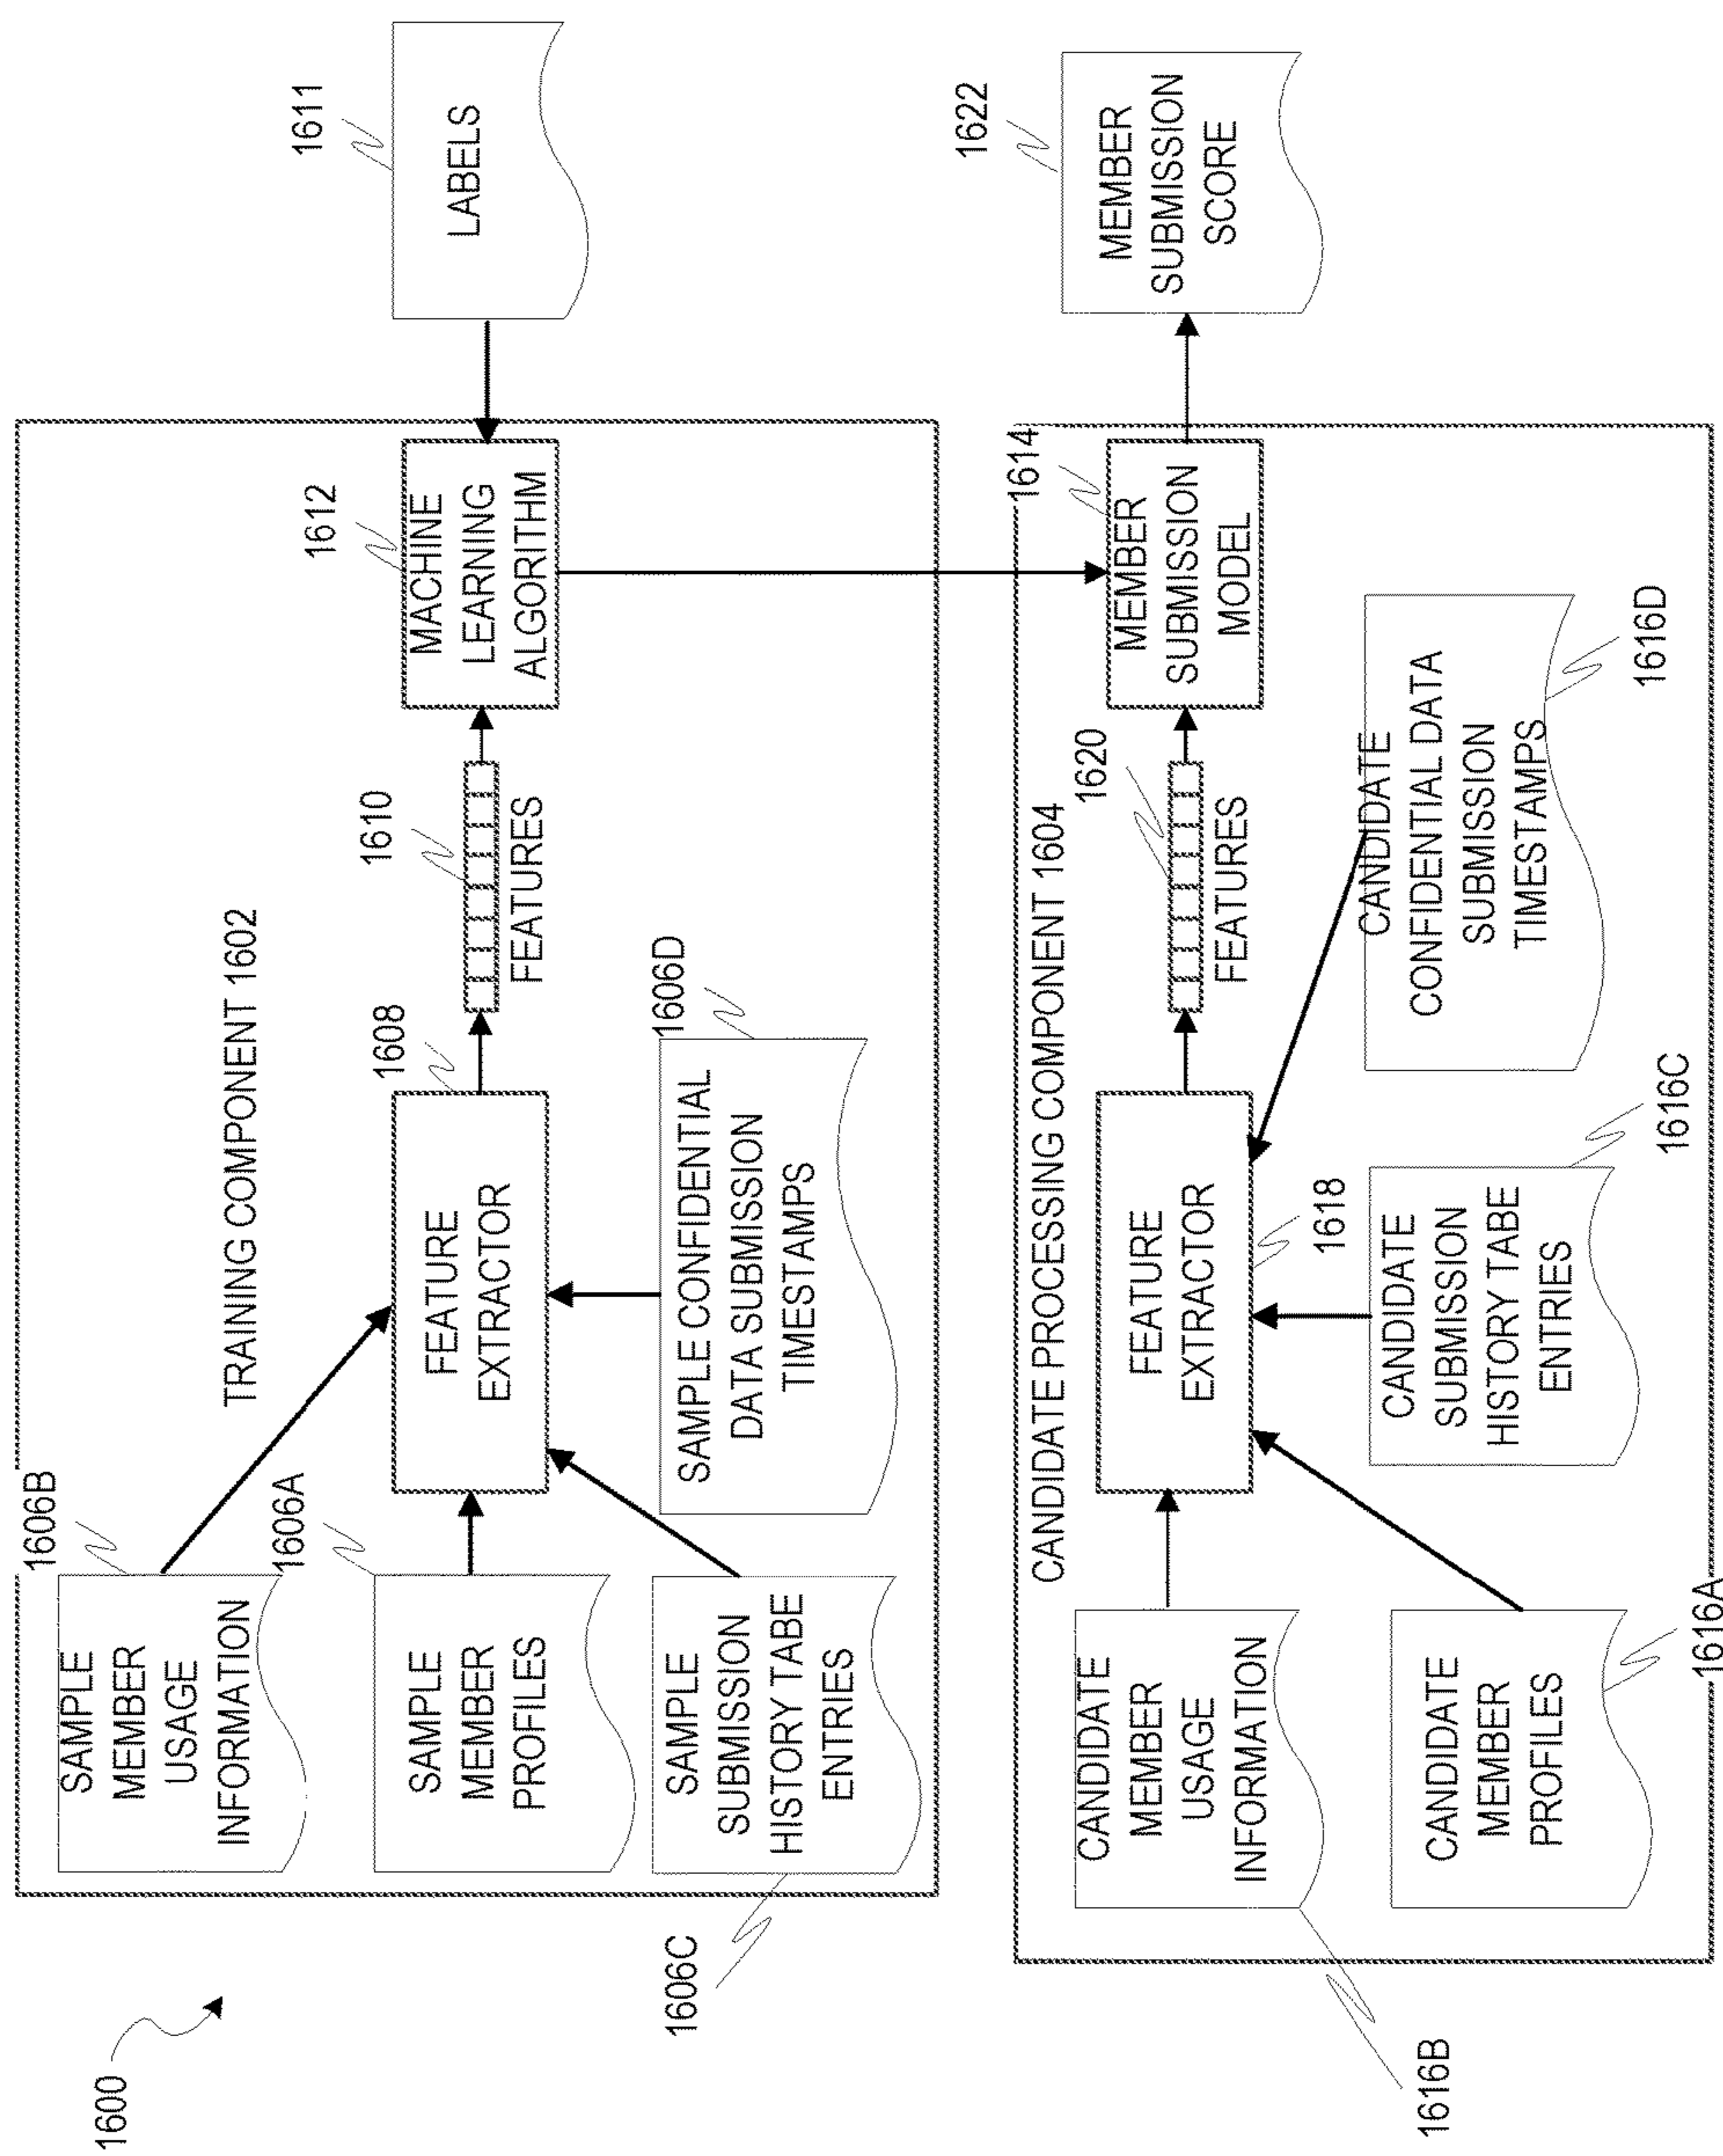 1600
TRAINING COMPONENT 1602
1606B
SAMPLE
MEMBER
USAGE
INFORMATION
1606A
SAMPLE
MEMBER
PROFILES
1606C
SAMPLE
SUBMISSION
HISTORY TABE
ENTRIES
1606D
SAMPLE CONFIDENTIAL
DATA SUBMISSION
TIMESTAMPS
1608
FEATURE
EXTRACTOR
1610
FEATURES
1612
MACHINE
LEARNING
ALGORITHM
1611
LABELS
CANDIDATE PROCESSING COMPONENT 1604
1616B
CANDIDATE
MEMBER
USAGE
INFORMATION
1616A
CANDIDATE
MEMBER
PROFILES
1616C
CANDIDATE
SUBMISSION
HISTORY TABE
ENTRIES
1616D
CANDIDATE
CONFIDENTIAL DATA
SUBMISSION
TIMESTAMPS
1618
FEATURE
EXTRACTOR
1620
FEATURES
1614
MEMBER
SUBMISSION
MODEL
1622
MEMBER
SUBMISSION
SCORE